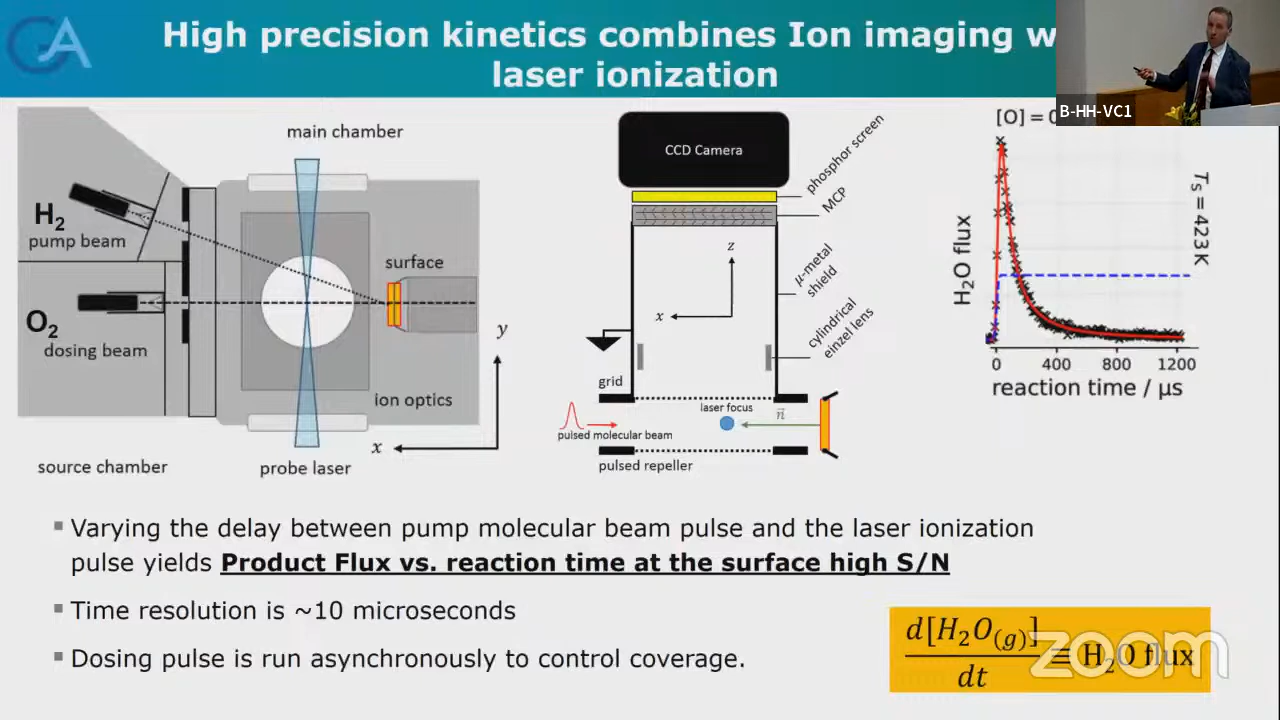 GA
High precision kinetics combines Ion imaging w
laser ionization
B-HH-VC1
main chamber
H₂
pump beam
surface
O₂
dosing beam
y
ion optics
x
source chamber
probe laser
CCD Camera
phosphor screen
MCP
z
μ-metal
shield
x
cylindrical
einzel lens
grid
laser focus
n⃗
pulsed molecular beam
pulsed repeller
[O] = 0
H₂O flux
Tₛ = 423K
0 400 800 1200
reaction time / μs
▪ Varying the delay between pump molecular beam pulse and the laser ionization
pulse yields Product Flux vs. reaction time at the surface high S/N
▪ Time resolution is ~10 microseconds
▪ Dosing pulse is run asynchronously to control coverage.
d[H₂O₍g₎]
dt
≡ H₂O flux
zoom